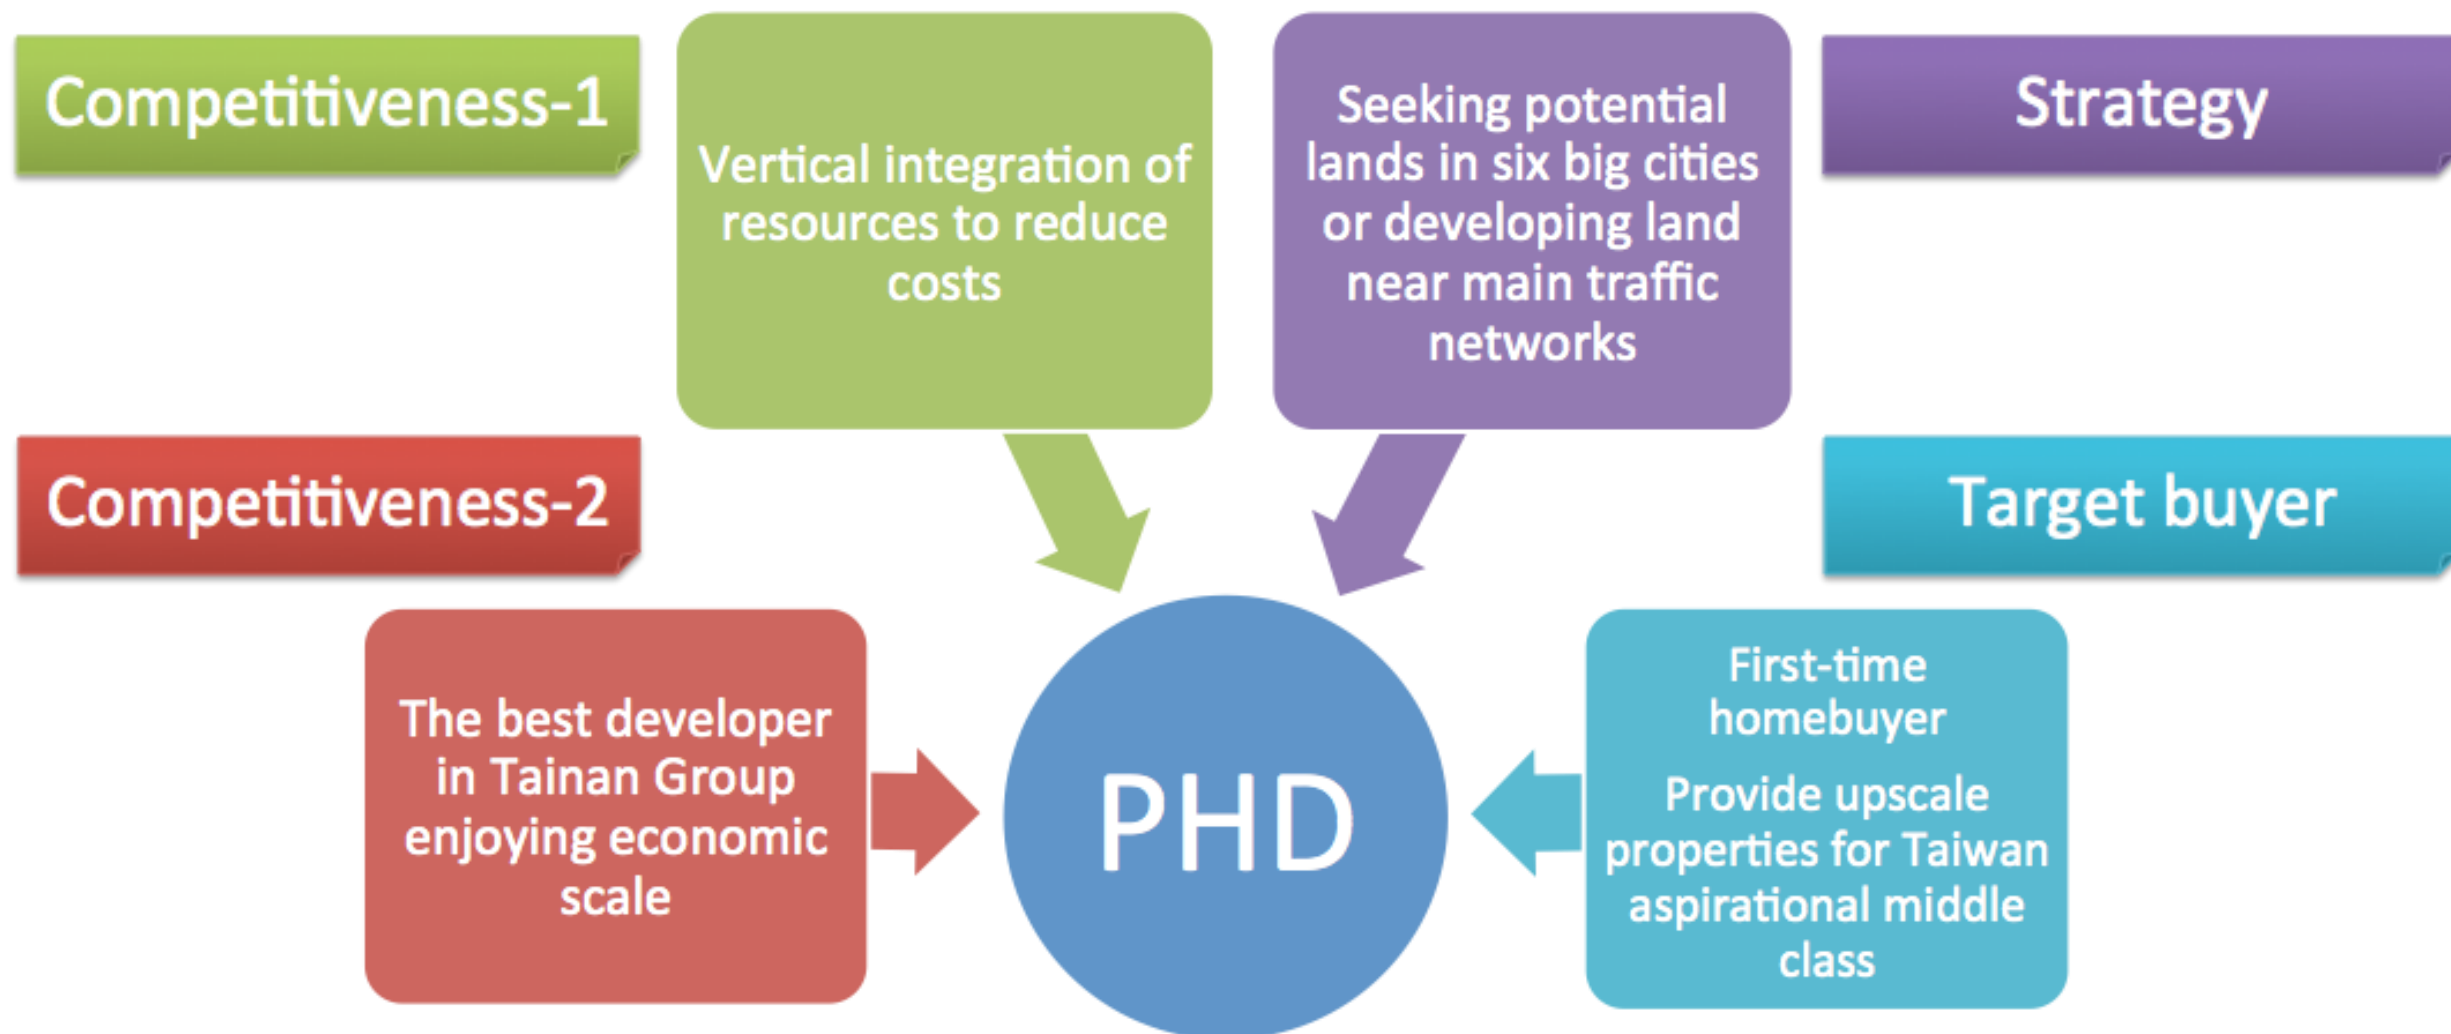 Competitiveness-1
Vertical integration of
resources to reduce
costs
Seeking potential
lands in six big cities
or developing land
near main traffic
networks
Strategy
Competitiveness-2
Target buyer
The best developer
in Tainan Group
enjoying economic
scale
PHD
First-time
homebuyer
Provide upscale
properties for Taiwan
aspirational middle
class